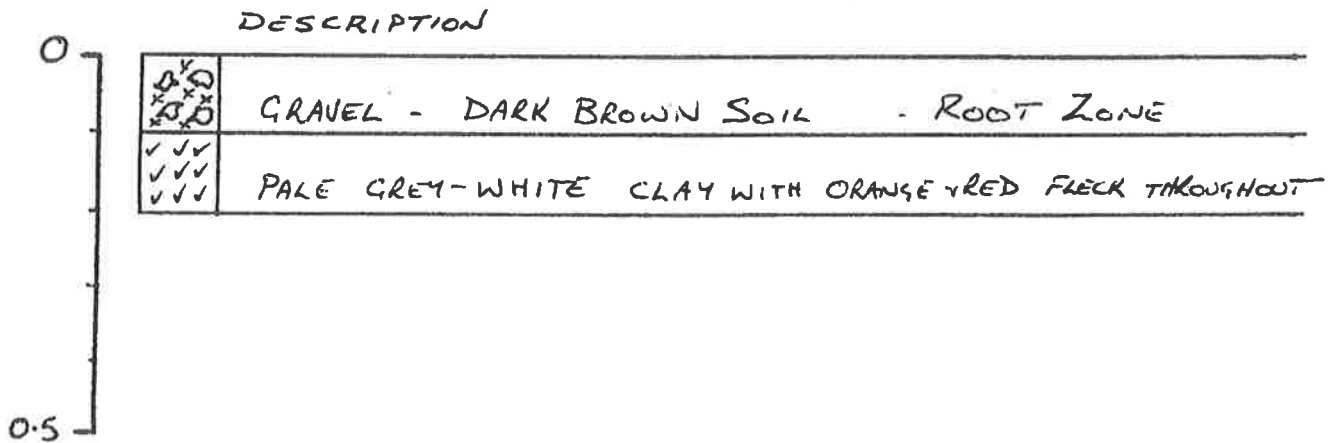 DESCRIPTION
0
GRAVEL - DARK BROWN SOIL - ROOT ZONE
PALE GREY-WHITE CLAY WITH ORANGE & RED FLECK THROUGHOUT
0.5